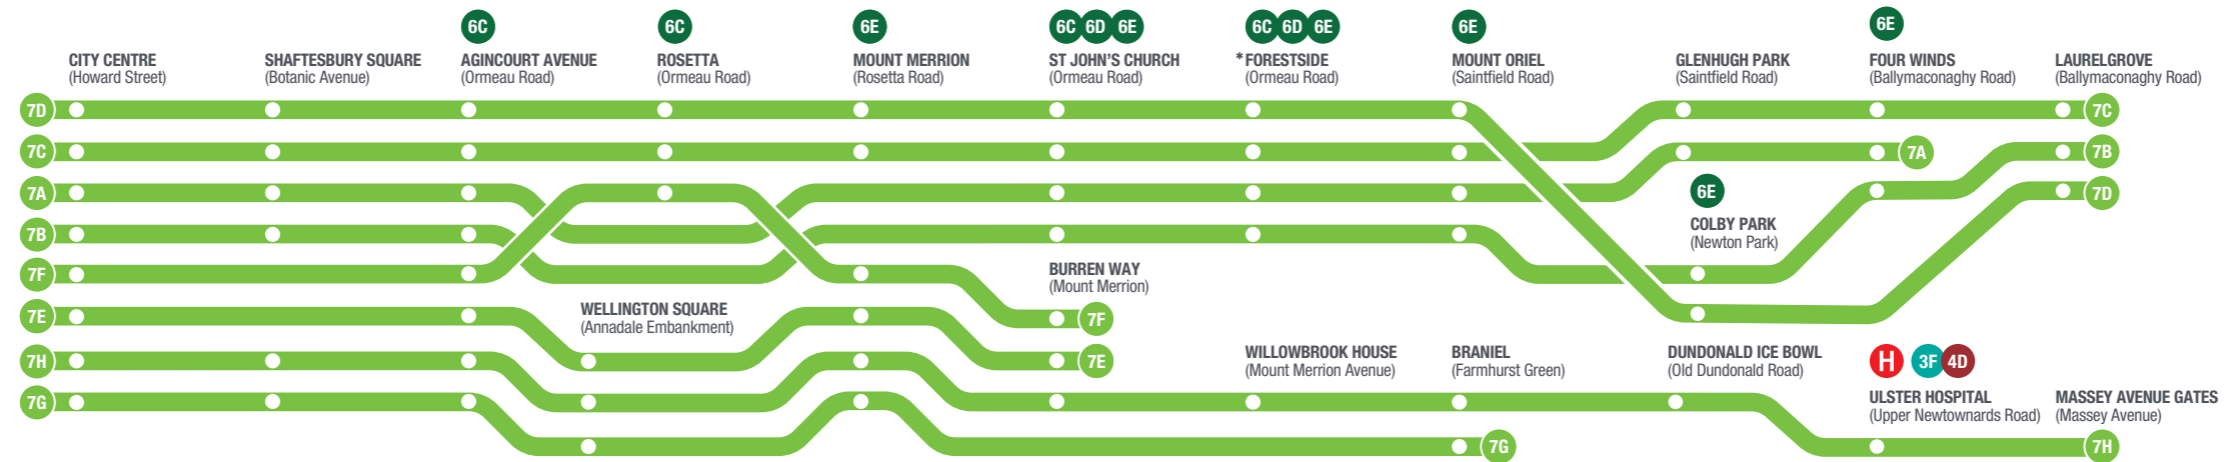 6C
6C
6E
6C 6D 6E
6C 6D 6E
6E
6E
CITY CENTRE
(Howard Street)
SHAFTESBURY SQUARE
(Botanic Avenue)
AGINCOURT AVENUE
(Ormeau Road)
ROSETTA
(Ormeau Road)
MOUNT MERRION
(Rosetta Road)
ST JOHN'S CHURCH
(Ormeau Road)
*FORESTSIDE
(Ormeau Road)
MOUNT ORIEL
(Saintfield Road)
GLENHUGH PARK
(Saintfield Road)
FOUR WINDS
(Ballymaconaghy Road)
LAURELGROVE
(Ballymaconaghy Road)
7D
7C
7C
7A
7B
7A
6E
7D
COLBY PARK
(Newton Park)
7B
7F
BURREN WAY
(Mount Merrion)
7E
WELLINGTON SQUARE
(Annadale Embankment)
7F
7H
7E
WILLOWBROOK HOUSE
(Mount Merrion Avenue)
BRANIEL
(Farmhurst Green)
DUNDONALD ICE BOWL
(Old Dundonald Road)
H 3F 4D
ULSTER HOSPITAL
(Upper Newtownards Road)
MASSEY AVENUE GATES
(Massey Avenue)
7G
7G
7H